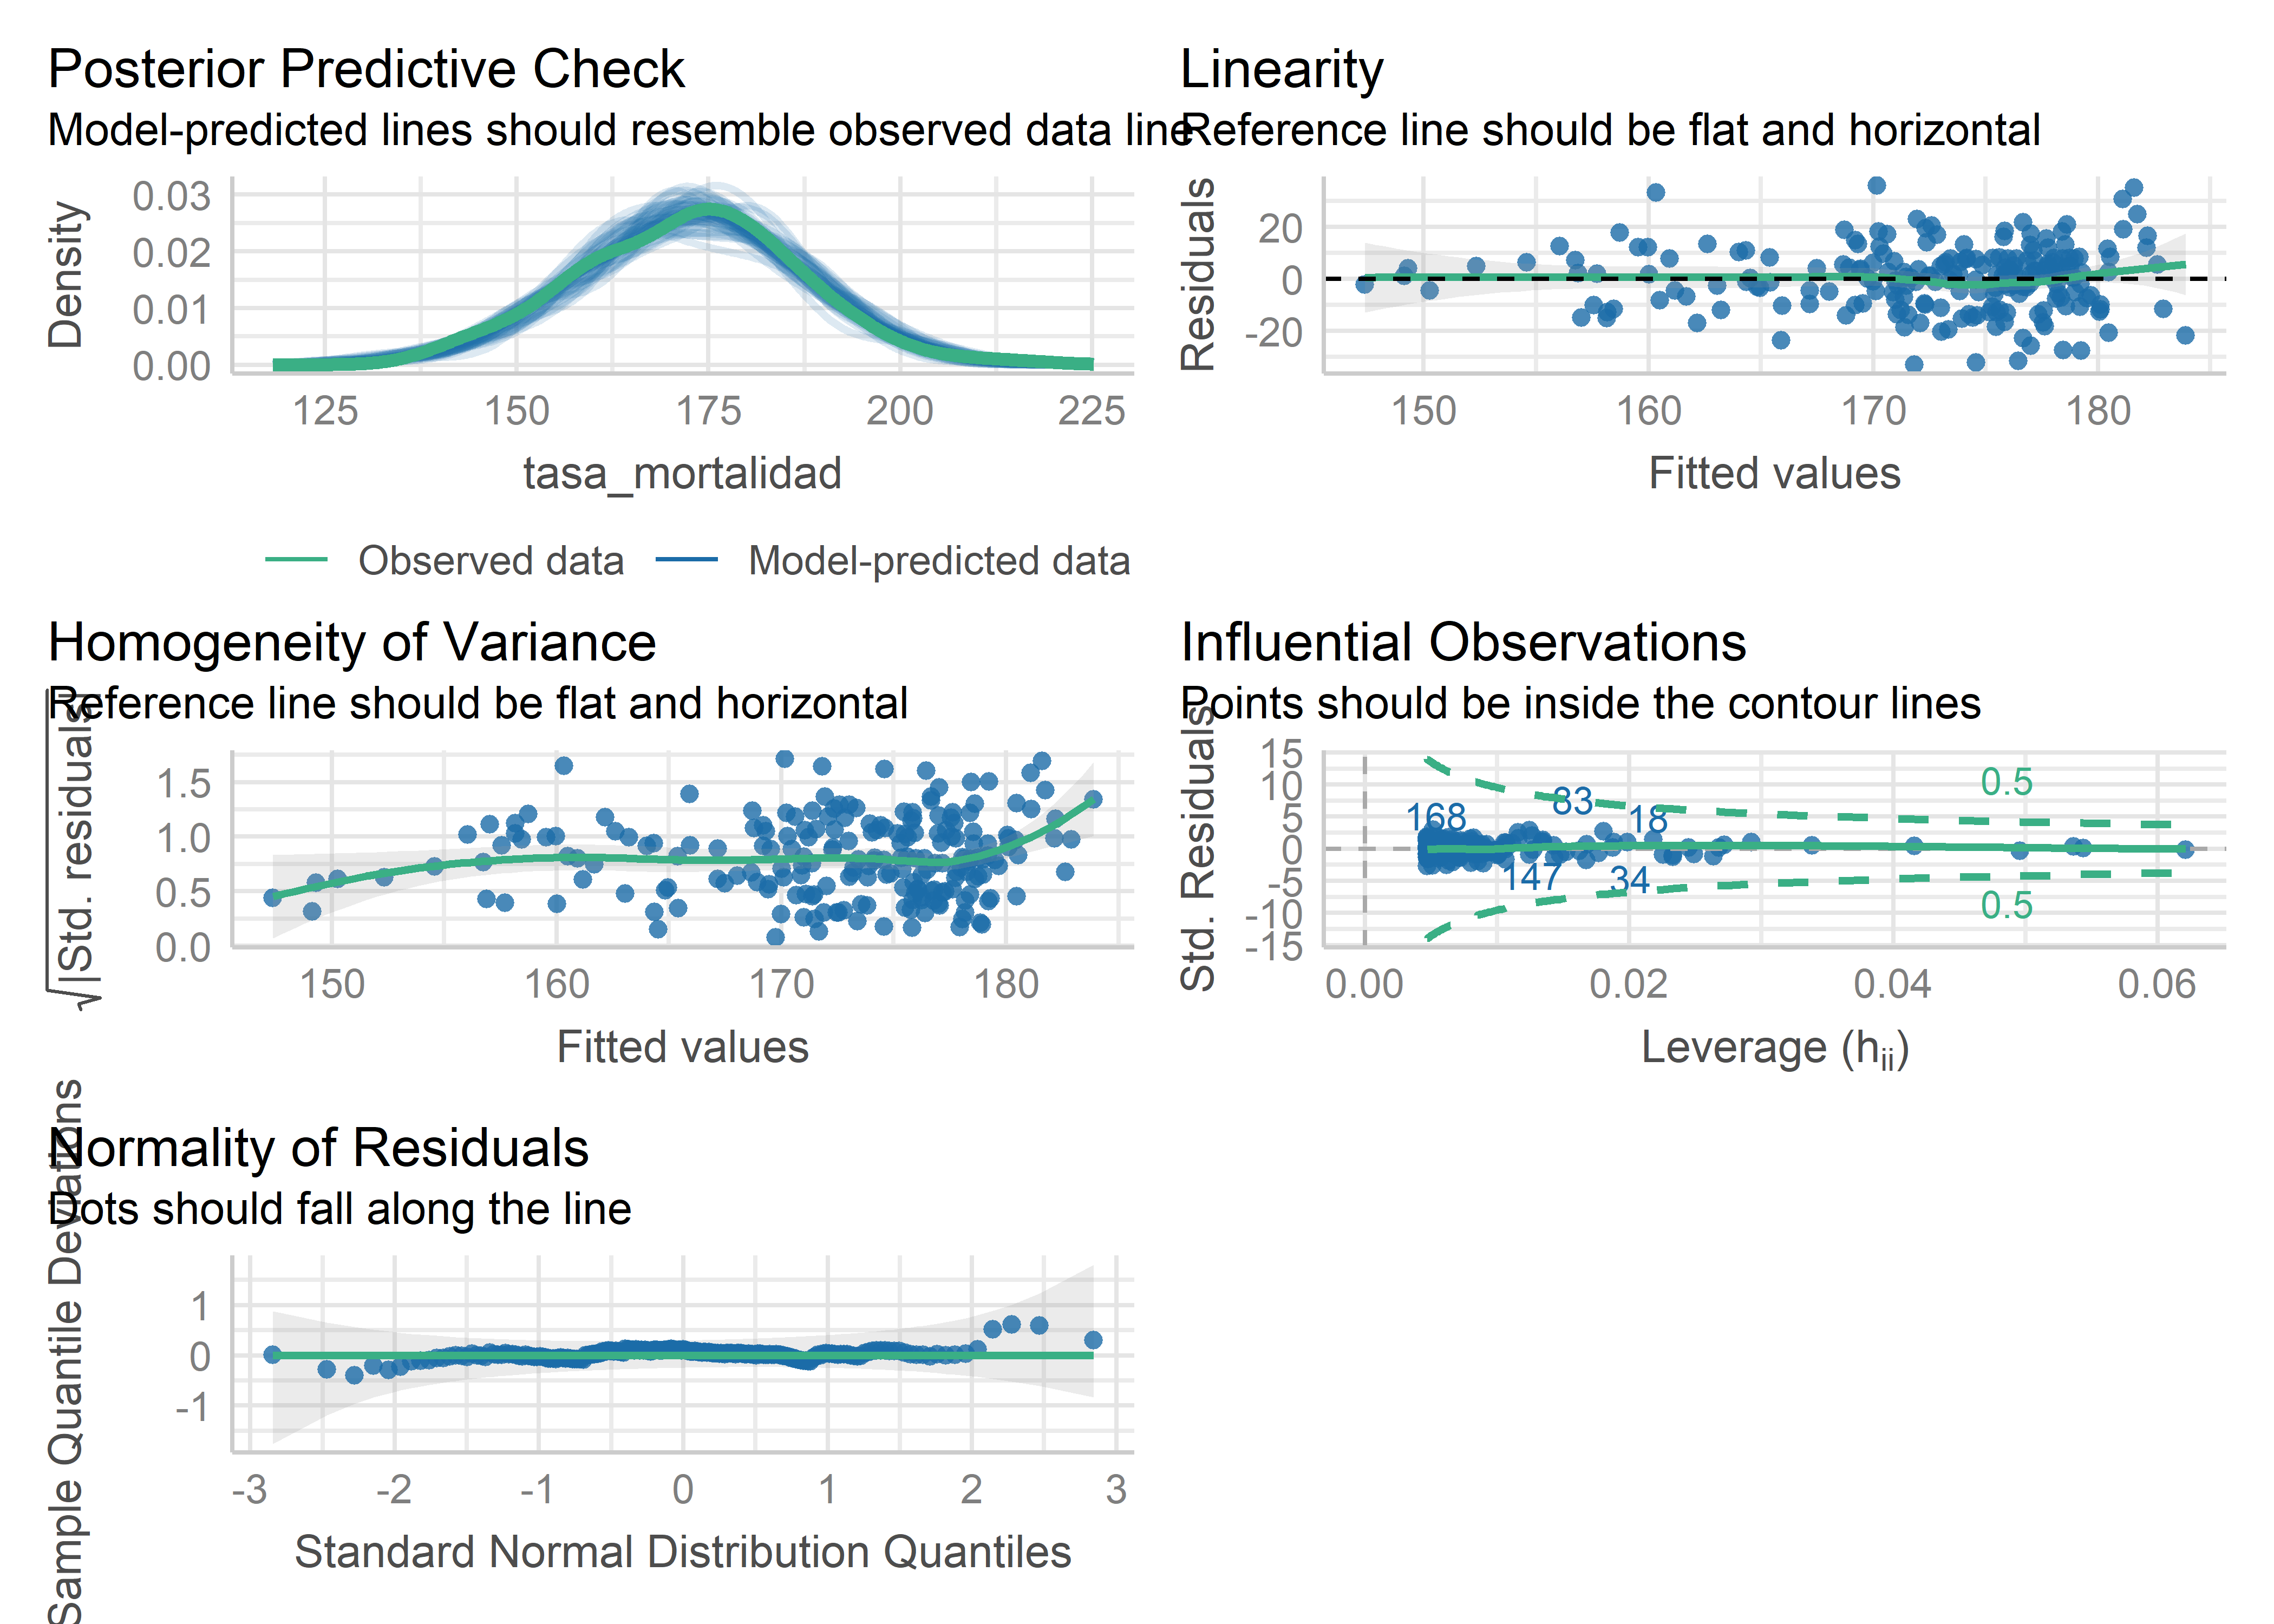 Posterior Predictive Check
Model-predicted lines should resemble observed data line
Density
0.03
0.02
0.01
0.00
125 150 175 200 225
tasa_mortalidad
Observed data Model-predicted data
Linearity
Reference line should be flat and horizontal
Residuals
20
0
-20
150 160 170 180
Fitted values
Homogeneity of Variance
Reference line should be flat and horizontal
√|Std. residuals|
1.5
1.0
0.5
0.0
150 160 170 180
Fitted values
Influential Observations
Points should be inside the contour lines
Std. Residuals
15
10
5
0
-5
-10
-15
0.5
83
168
18
147
34
0.5
0.00 0.02 0.04 0.06
Leverage (hii)
Normality of Residuals
Dots should fall along the line
Sample Quantile Deviations
1
0
-1
-3 -2 -1 0 1 2 3
Standard Normal Distribution Quantiles